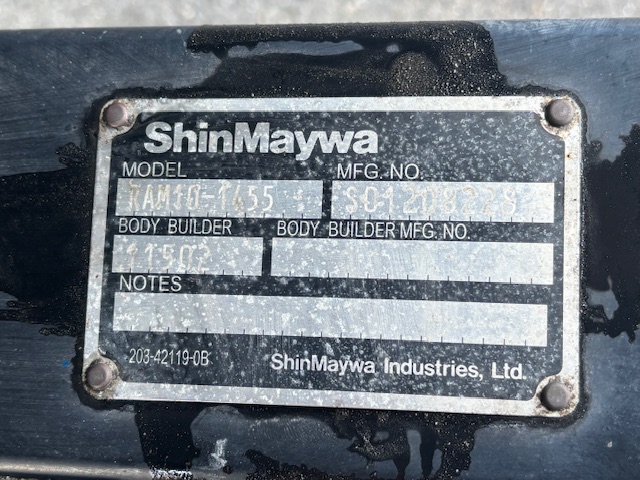 ShinMaywa
MODEL MFG. NO.
RAM10-1455
BODY BUILDER BODY BUILDER MFG. NO.
11502
NOTES
203-42119-0B ShinMaywa Industries, Ltd.